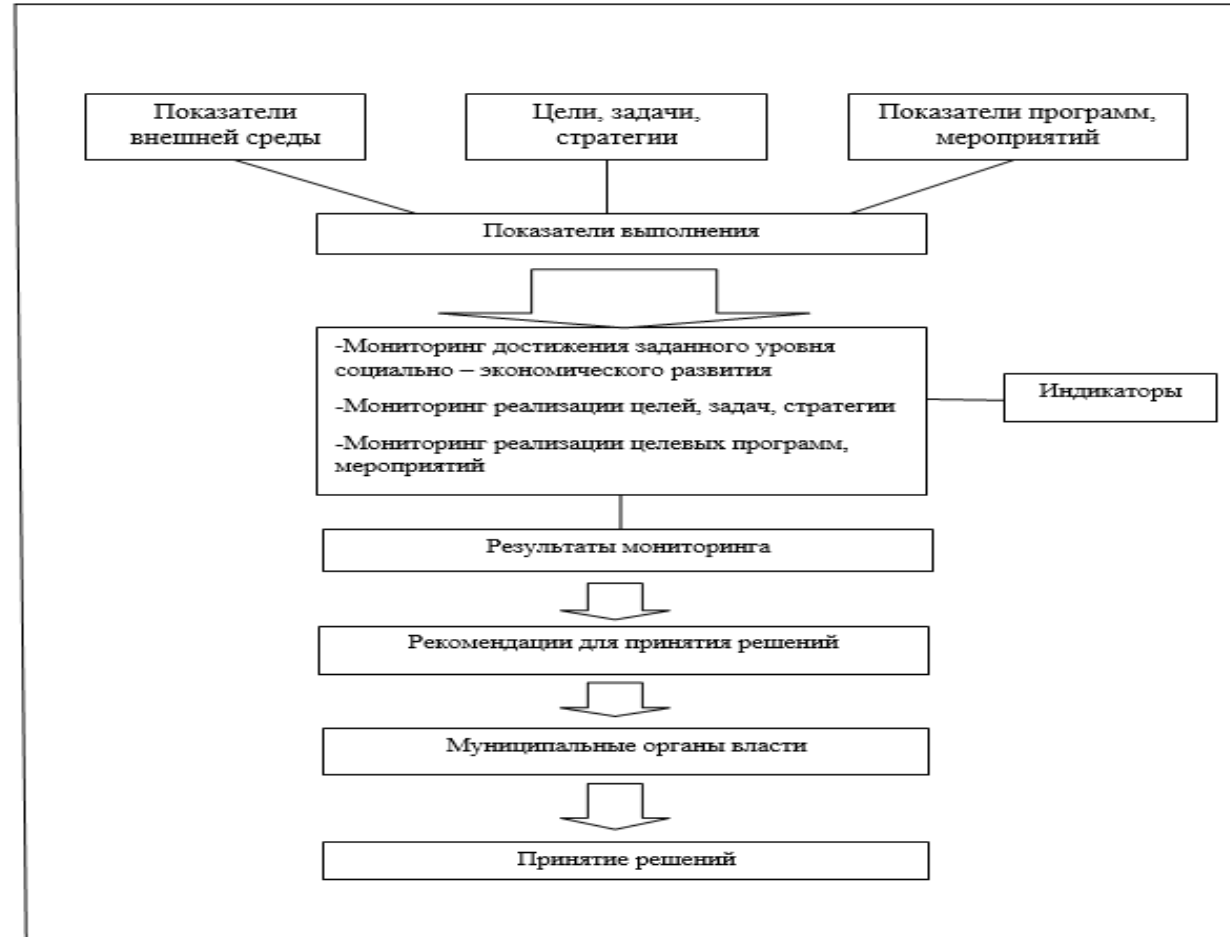 Показатели
внешней среды
Цели, задачи,
стратегии
Показатели программ,
мероприятий
Показатели выполнения
-Мониторинг достижения заданного уровня
социально – экономического развития
-Мониторинг реализации целей, задач, стратегии
-Мониторинг реализации целевых программ,
мероприятий
Индикаторы
Результаты мониторинга
Рекомендации для принятия решений
Муниципальные органы власти
Принятие решений